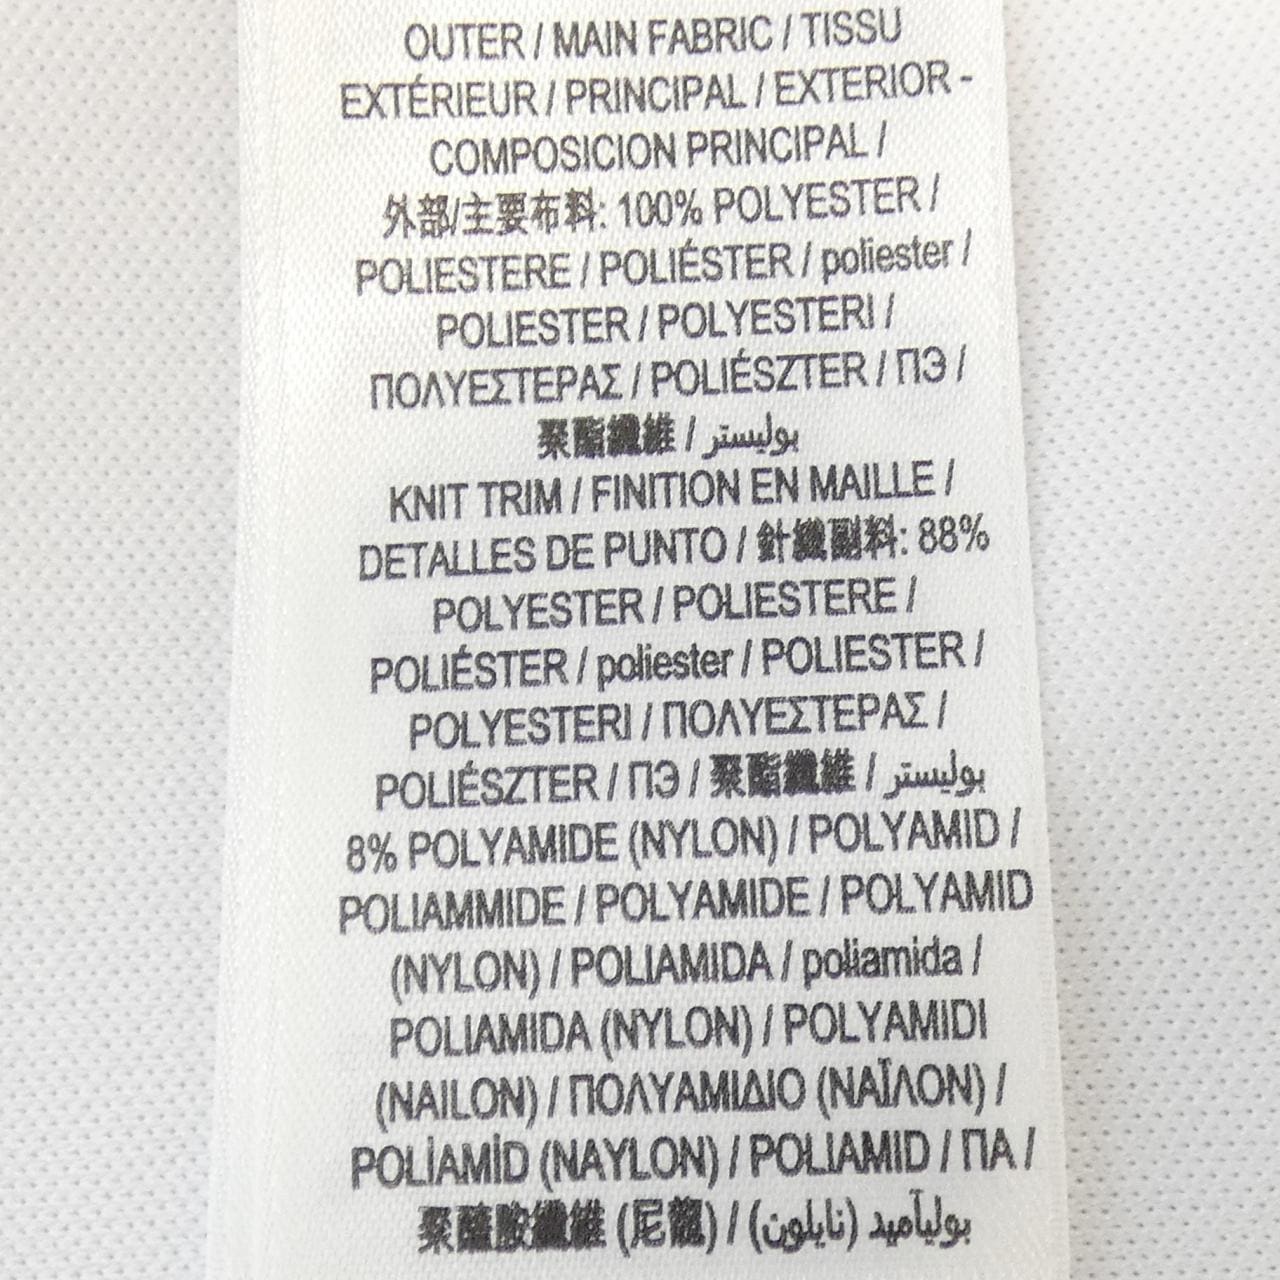 OUTER / MAIN FABRIC / TISSU
EXTÉRIEUR / PRINCIPAL / EXTERIOR -
COMPOSICION PRINCIPAL /
外部/主要布料: 100% POLYESTER /
POLIESTERE / POLIÉSTER / poliester /
POLIESTER / POLYESTERI /
ΠΟΛΥΕΣΤΕΡΑΣ / POLIÉSZTER / ПЭ /
聚酯纖維 / بوليستر
KNIT TRIM / FINITION EN MAILLE /
DETALLES DE PUNTO / 針織副料: 88%
POLYESTER / POLIESTERE /
POLIÉSTER / poliester / POLIESTER /
POLYESTERI / ΠΟΛΥΕΣΤΕΡΑΣ /
POLIÉSZTER / ПЭ / 聚酯纖維 / بوليستر
8% POLYAMIDE (NYLON) / POLYAMID /
POLIAMMIDE / POLYAMIDE / POLYAMID
(NYLON) / POLIAMIDA / poliamida /
POLIAMIDA (NYLON) / POLYAMIDI
(NAILON) / ΠΟΛΥΑΜΙΔΙΟ (ΝΑΪΛΟΝ) /
POLİAMİD (NAYLON) / POLIAMID / ПА /
聚醯胺纖維 (尼龍) / بوليآميد (نايلون)